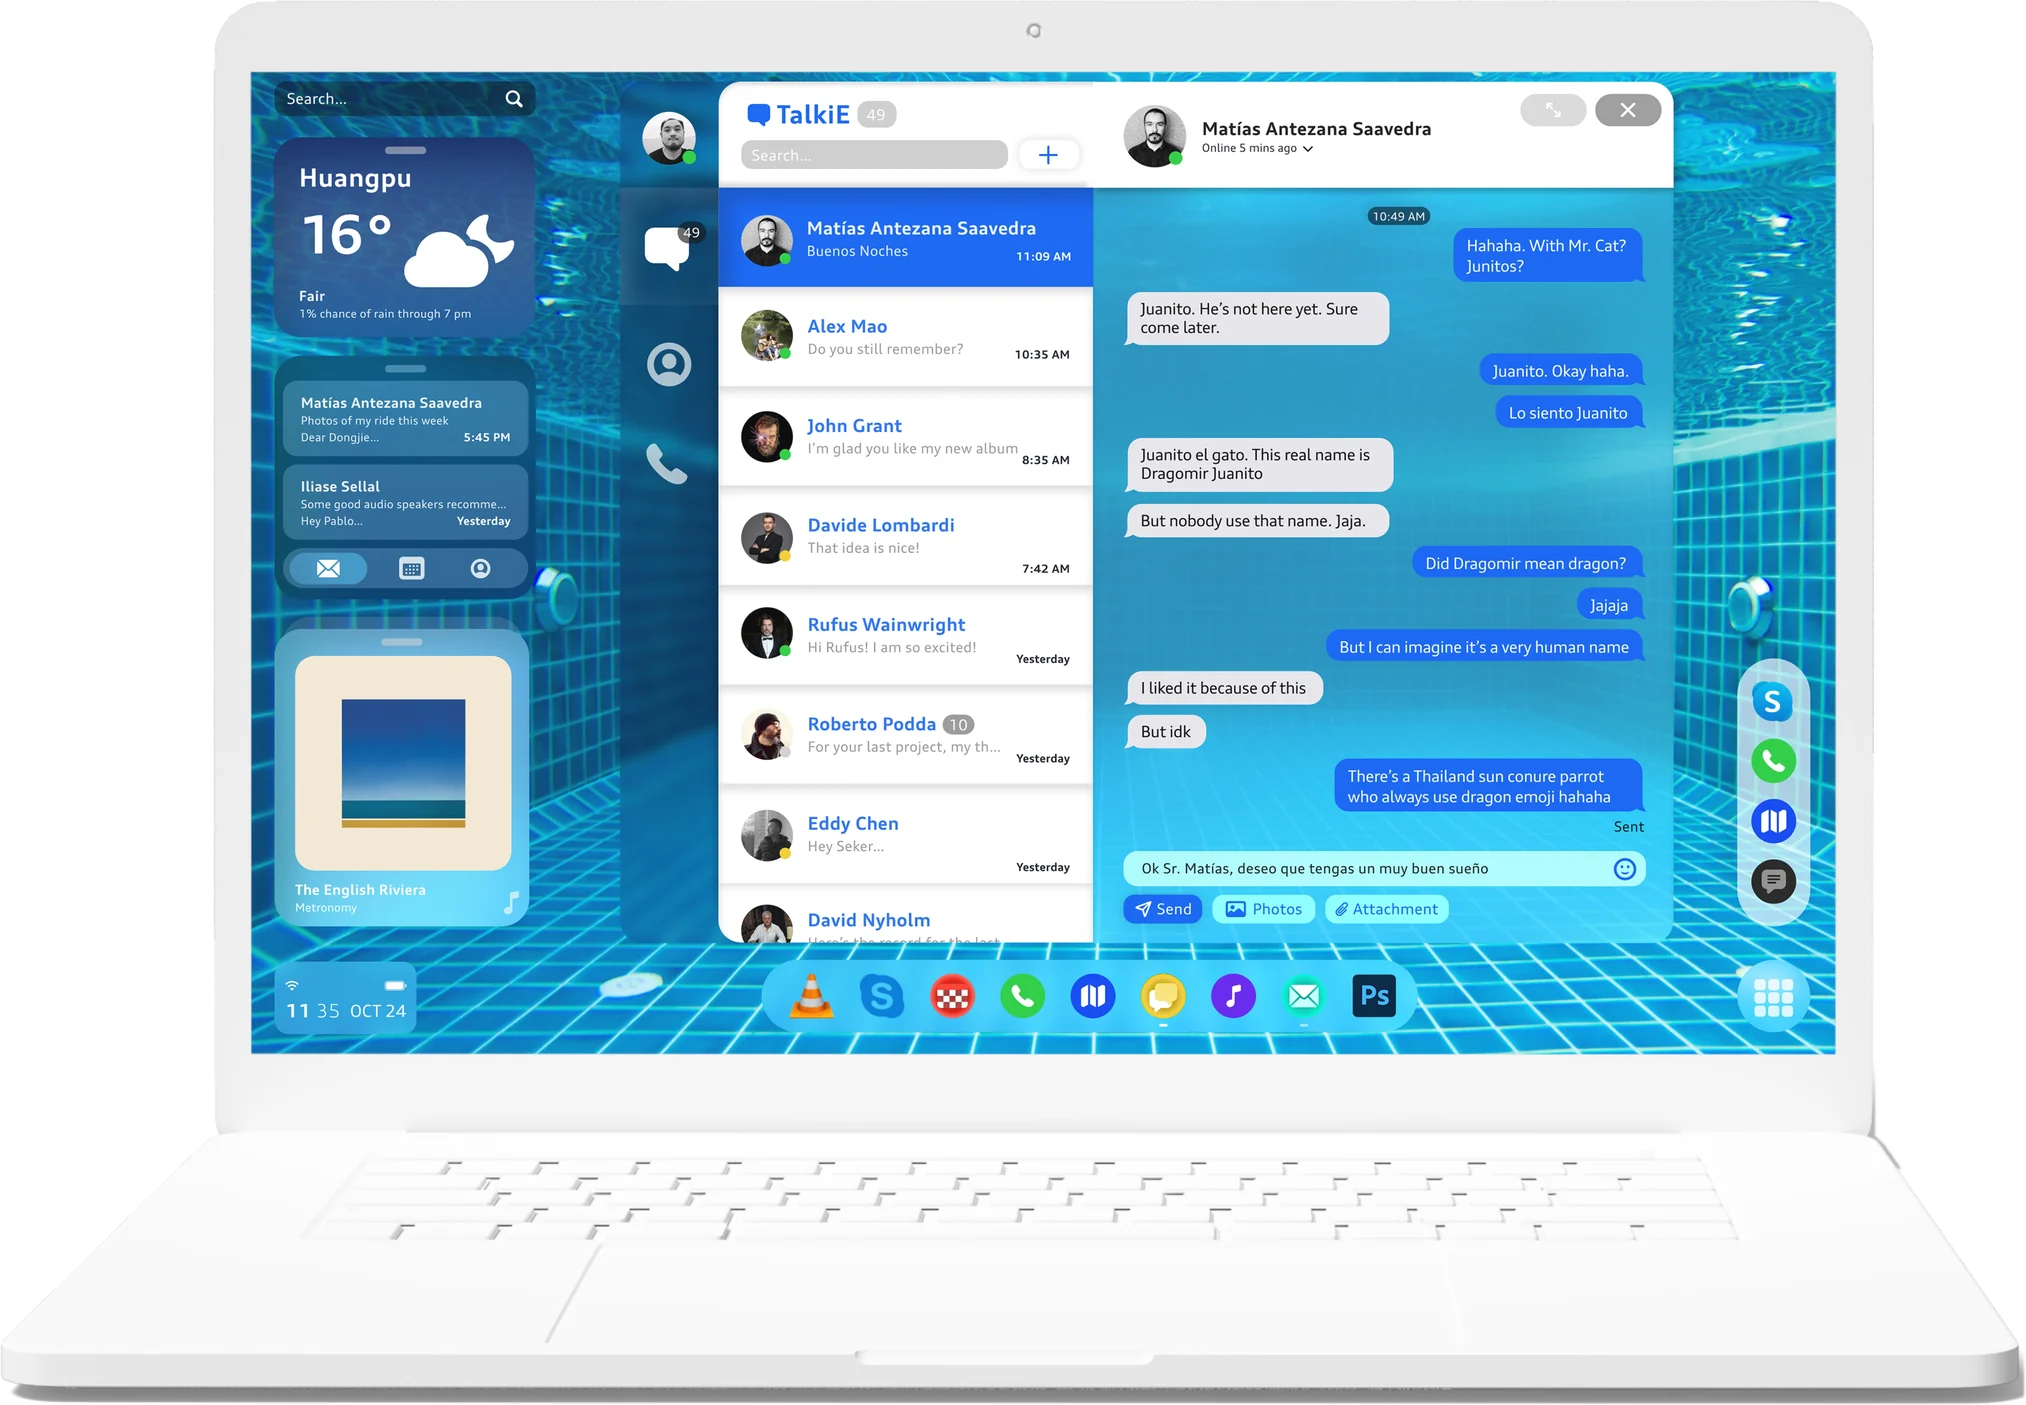 Search...
Huangpu
16°
Fair
1% chance of rain through 7 pm
Matías Antezana Saavedra
Photos of my ride this week
Dear Dongjie...
5:45 PM
Iliase Sellal
Some good audio speakers recomme...
Hey Pablo...
Yesterday
The English Riviera
Metronomy
11 35 OCT 24
49
TalkiE 49
Search...
Matías Antezana Saavedra
Buenos Noches
11:09 AM
Alex Mao
Do you still remember?
10:35 AM
John Grant
I'm glad you like my new album
8:35 AM
Davide Lombardi
That idea is nice!
7:42 AM
Rufus Wainwright
Hi Rufus! I am so excited!
Yesterday
Roberto Podda 10
For your last project, my th...
Yesterday
Eddy Chen
Hey Seker...
Yesterday
David Nyholm
Here's the record for the last
Matías Antezana Saavedra
Online 5 mins ago
10:49 AM
Hahaha. With Mr. Cat?
Junitos?
Juanito. He's not here yet. Sure
come later.
Juanito. Okay haha.
Lo siento Juanito
Juanito el gato. This real name is
Dragomir Juanito
But nobody use that name. Jaja.
Did Dragomir mean dragon?
Jajaja
But I can imagine it's a very human name
I liked it because of this
But idk
There's a Thailand sun conure parrot
who always use dragon emoji hahaha
Sent
Ok Sr. Matías, deseo que tengas un muy buen sueño
Send
Photos
Attachment
S
S
Ps